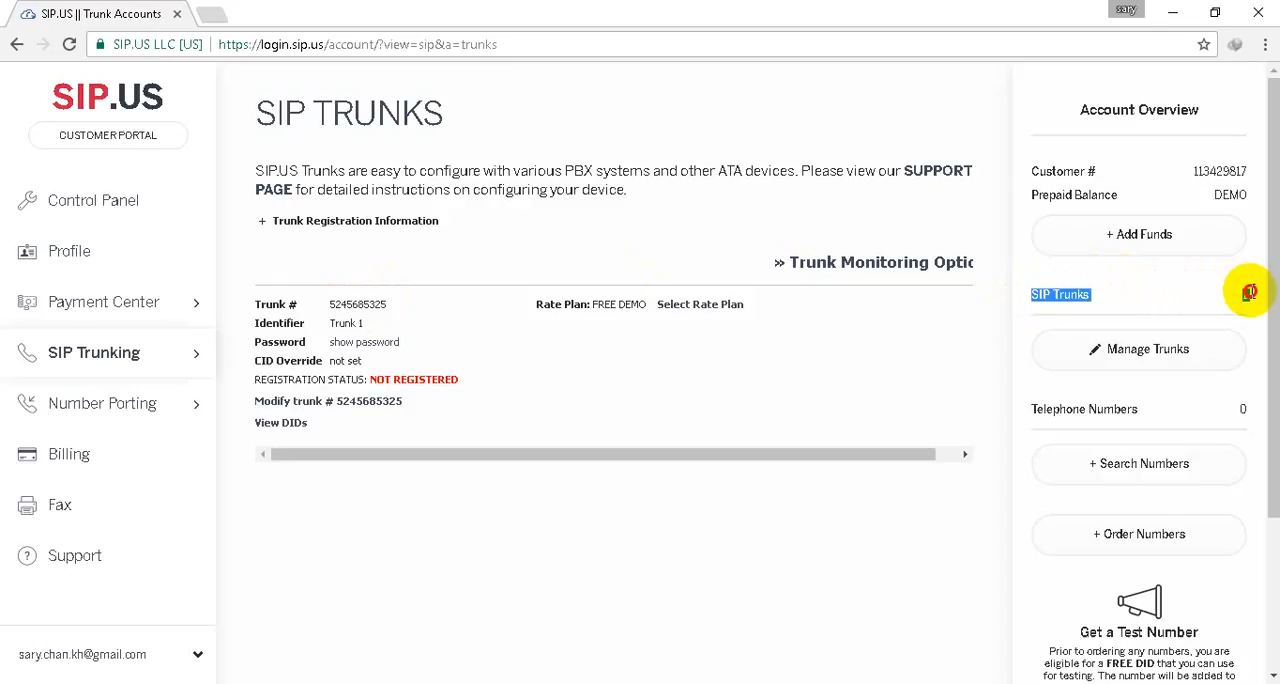 SIP.US || Trunk Accounts
sary
SIP.US LLC [US]
https://login.sip.us/account/?view=sip&a=trunks
SIP.US
CUSTOMER PORTAL
Control Panel
Profile
Payment Center
SIP Trunking
Number Porting
Billing
Fax
Support
sary.chan.kh@gmail.com
SIP TRUNKS
SIP.US Trunks are easy to configure with various PBX systems and other ATA devices. Please view our SUPPORT
PAGE for detailed instructions on configuring your device.
+ Trunk Registration Information
» Trunk Monitoring Optio
Trunk # 5245685325 Rate Plan: FREE DEMO Select Rate Plan
Identifier Trunk 1
Password show password
CID Override not set
REGISTRATION STATUS: NOT REGISTERED
Modify trunk # 5245685325
View DIDs
Account Overview
Customer # 113429817
Prepaid Balance DEMO
+ Add Funds
SIP Trunks
Manage Trunks
Telephone Numbers 0
+ Search Numbers
+ Order Numbers
Get a Test Number
Prior to ordering any numbers, you are
eligible for a FREE DID that you can use
for testing. The number will be added to